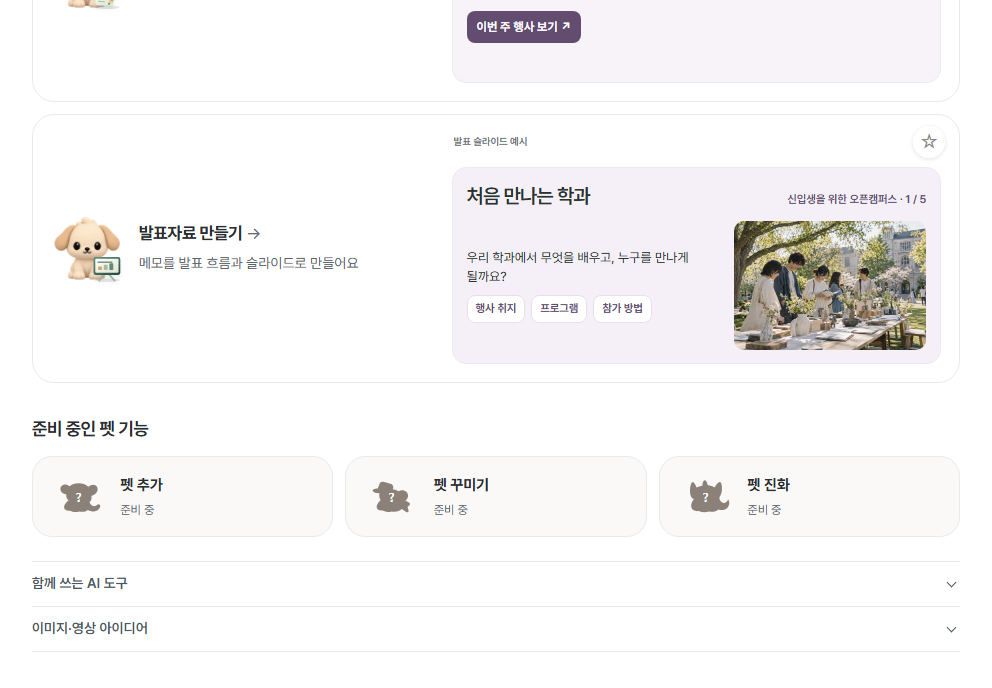 이번 주 행사 보기 ↗
발표 슬라이드 예시
처음 만나는 학과
신입생을 위한 오픈캠퍼스 · 1 / 5
발표자료 만들기 →
메모를 발표 흐름과 슬라이드로 만들어요
우리 학과에서 무엇을 배우고, 누구를 만나게
될까요?
행사 취지
프로그램
참가 방법
준비 중인 펫 기능
?
펫 추가
준비 중
?
펫 꾸미기
준비 중
?
펫 진화
준비 중
함께 쓰는 AI 도구
이미지·영상 아이디어